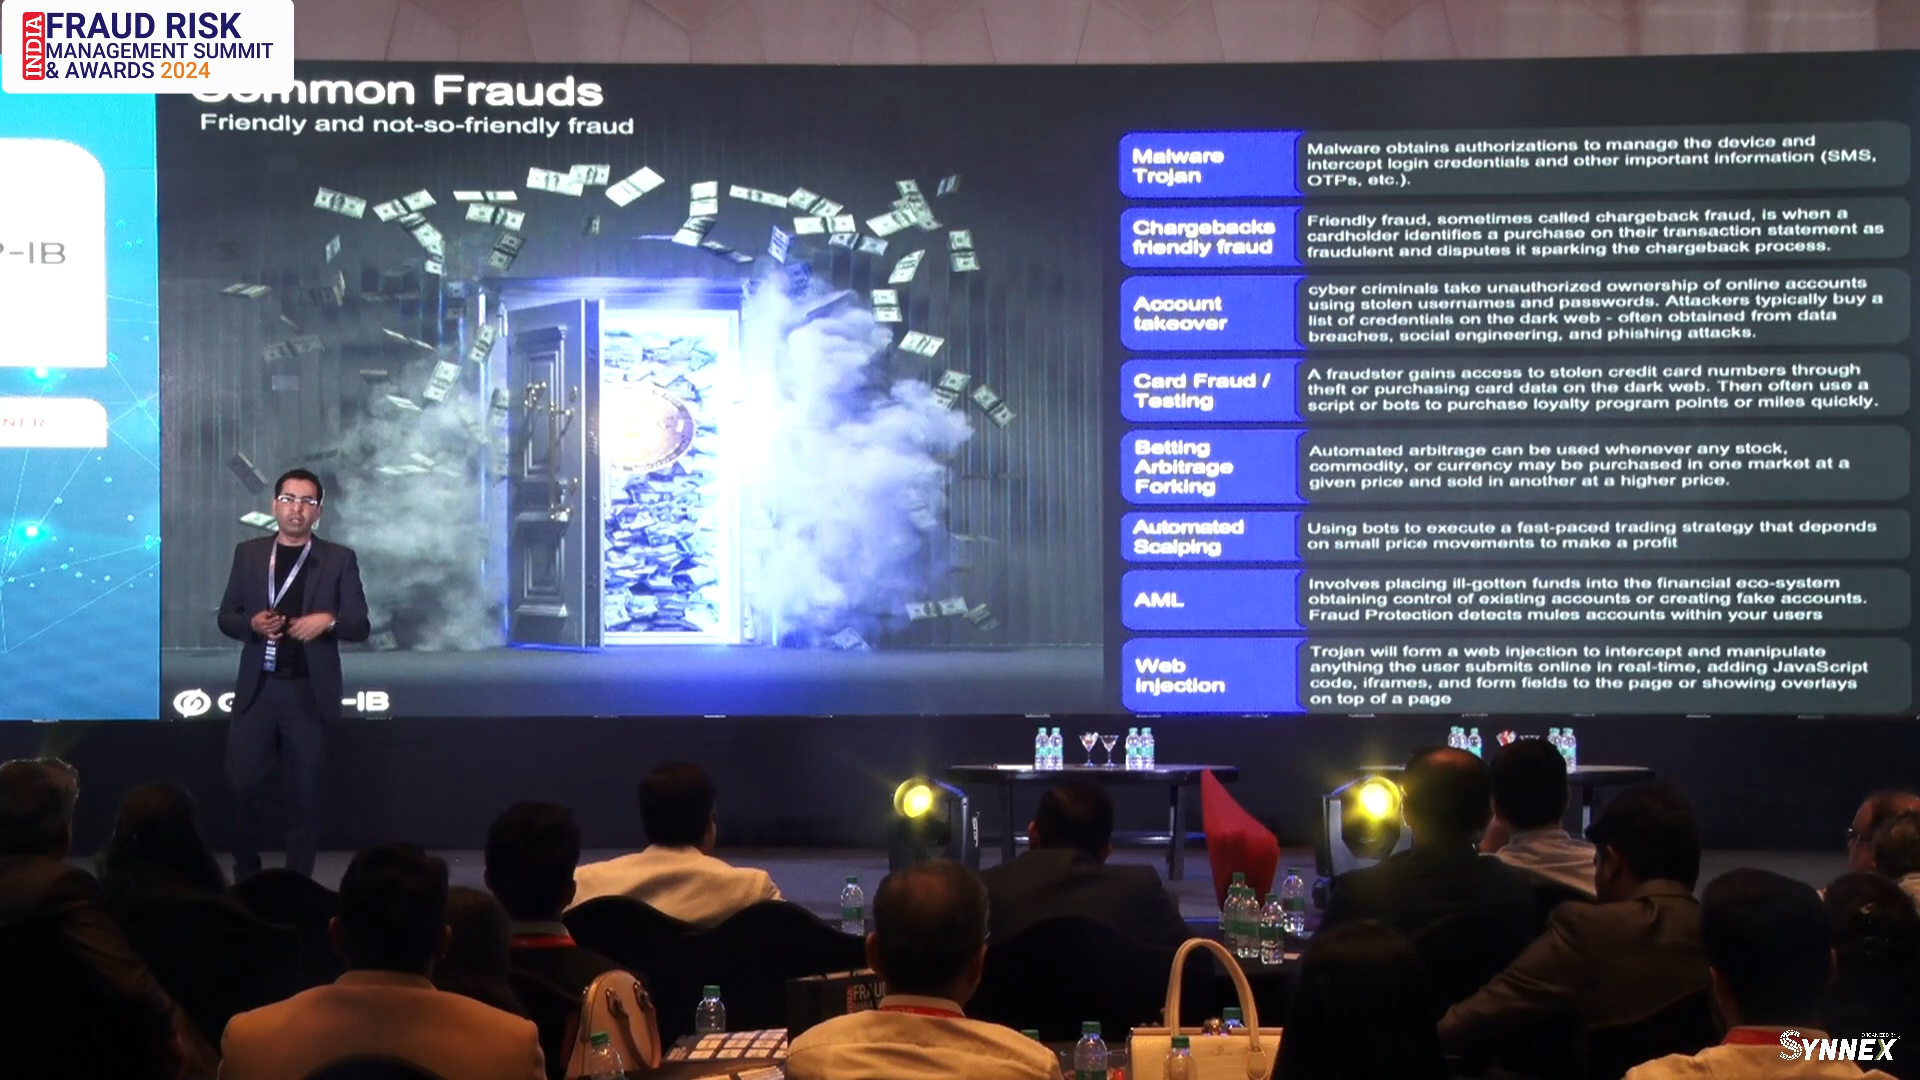 INDIA
FRAUD RISK
MANAGEMENT SUMMIT
& AWARDS 2024
Common Frauds
Friendly and not-so-friendly fraud
P-IB
NER
Malware
Trojan
Malware obtains authorizations to manage the device and
intercept login credentials and other important information (SMS,
OTPs, etc.).
Chargebacks
friendly fraud
Friendly fraud, sometimes called chargeback fraud, is when a
cardholder identifies a purchase on their transaction statement as
fraudulent and disputes it sparking the chargeback process.
Account
takeover
cyber criminals take unauthorized ownership of online accounts
using stolen usernames and passwords. Attackers typically buy a
list of credentials on the dark web - often obtained from data
breaches, social engineering, and phishing attacks.
Card Fraud /
Testing
A fraudster gains access to stolen credit card numbers through
theft or purchasing card data on the dark web. Then often use a
script or bots to purchase loyalty program points or miles quickly.
Betting
Arbitrage
Forking
Automated arbitrage can be used whenever any stock,
commodity, or currency may be purchased in one market at a
given price and sold in another at a higher price.
Automated
Scalping
Using bots to execute a fast-paced trading strategy that depends
on small price movements to make a profit
AML
Involves placing ill-gotten funds into the financial eco-system
obtaining control of existing accounts or creating fake accounts.
Fraud Protection detects mules accounts within your users
Web
injection
Trojan will form a web injection to intercept and manipulate
anything the user submits online in real-time, adding JavaScript
code, iframes, and form fields to the page or showing overlays
on top of a page
G -IB
FRAU
ORGANIZED BY
SYNNEX